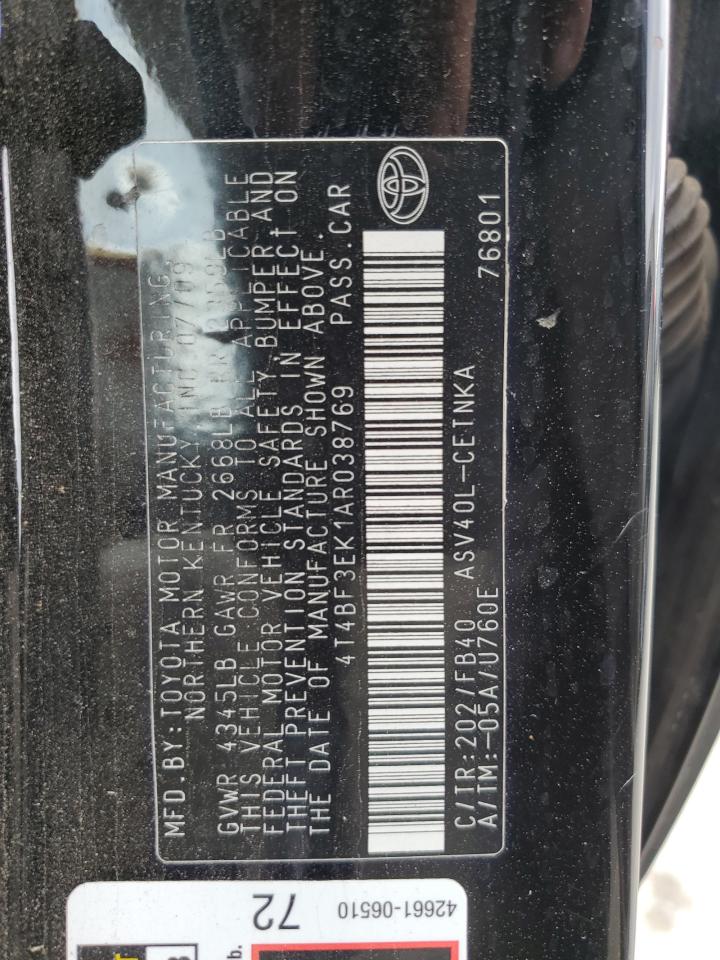 MFD.BY:TOYOTA MOTOR MANUFACTURING,
NORTHERN KENTUCKY, INC. 07/09
GVWR 4345LB GAWR FR 2668LB RR
THIS VEHICLE CONFORMS TO ALL APPLICABLE
FEDERAL MOTOR VEHICLE SAFETY, BUMPER AND
THEFT PREVENTION STANDARDS IN EFFECT ON
THE DATE OF MANUFACTURE SHOWN ABOVE.
4T4BF3EK1AR038769 PASS.CAR
C/TR:202/FB40 ASV40L-CETNKA
A/TM:-05A/U760E 76801
72
42661-06510